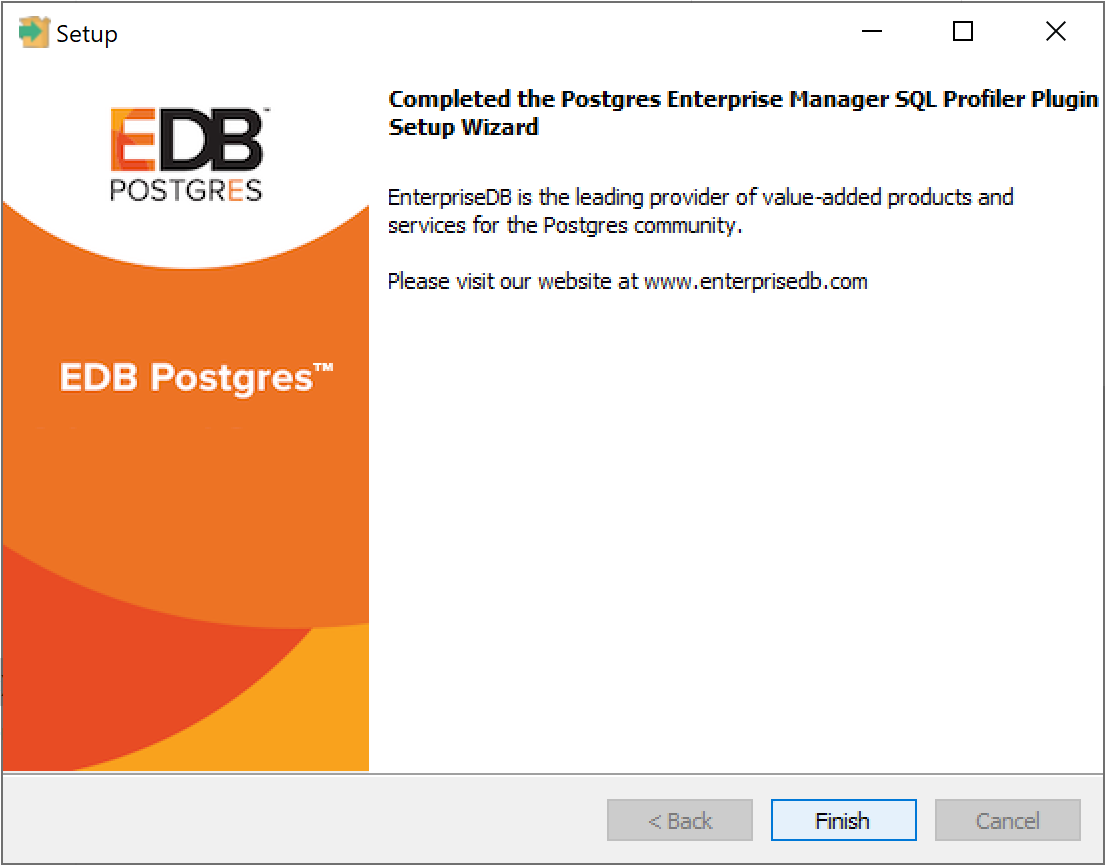 Setup
EDB™
POSTGRES
EDB Postgres™
Completed the Postgres Enterprise Manager SQL Profiler Plugin
Setup Wizard
EnterpriseDB is the leading provider of value-added products and
services for the Postgres community.
Please visit our website at www.enterprisedb.com
< Back
Finish
Cancel